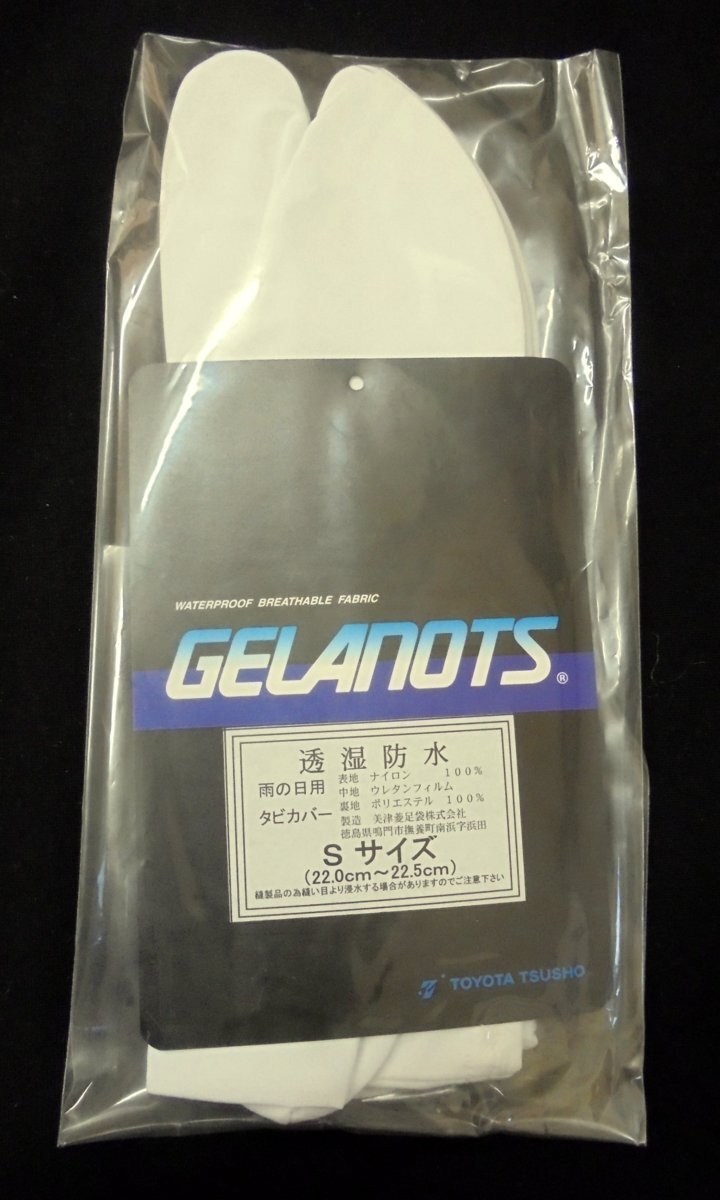 WATERPROOF BREATHABLE FABRIC
GELANOTS®
透湿防水
雨の日用
タビカバー
表地 ナイロン 100%
中地 ウレタンフィルム
裏地 ポリエステル 100%
製造 美津菱足袋株式会社
徳島県鳴門市撫養町南浜字浜田
S サイズ
(22.0cm～22.5cm)
縫製品の為縫い目より浸水する場合がありますのでご注意下さい
TOYOTA TSUSHO